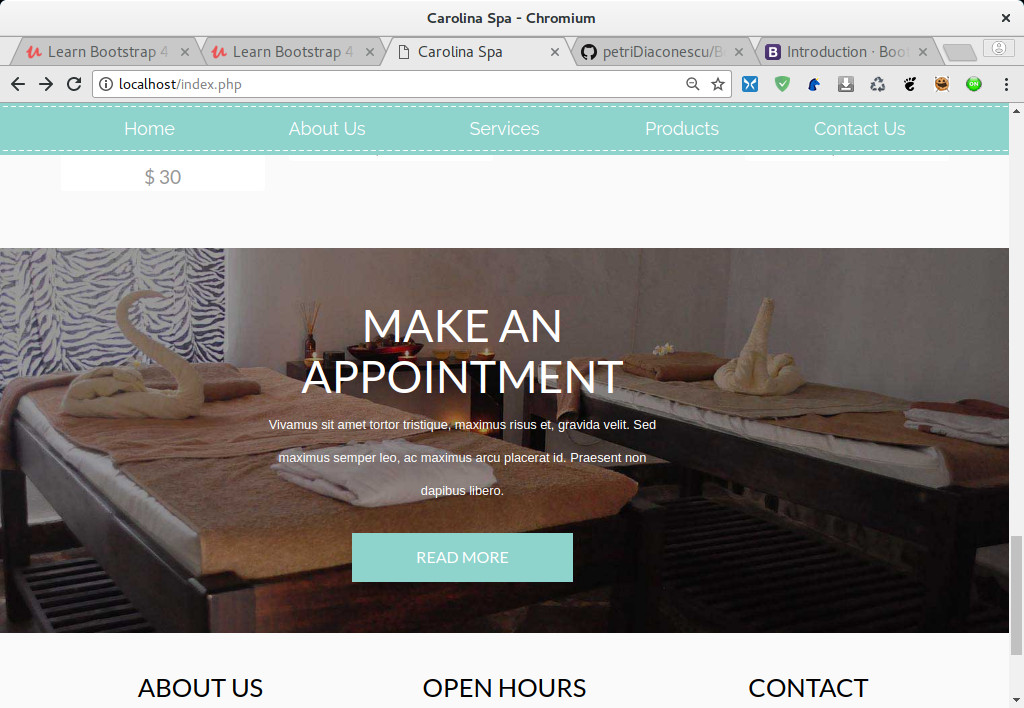 Carolina Spa - Chromium
Learn Bootstrap 4
Learn Bootstrap 4
Carolina Spa
petriDiaconescu/B
Introduction · Boot
localhost/index.php
ON
Home About Us Services Products Contact Us
$ 30
MAKE AN
APPOINTMENT
Vivamus sit amet tortor tristique, maximus risus et, gravida velit. Sed
maximus semper leo, ac maximus arcu placerat id. Praesent non
dapibus libero.
READ MORE
ABOUT US OPEN HOURS CONTACT